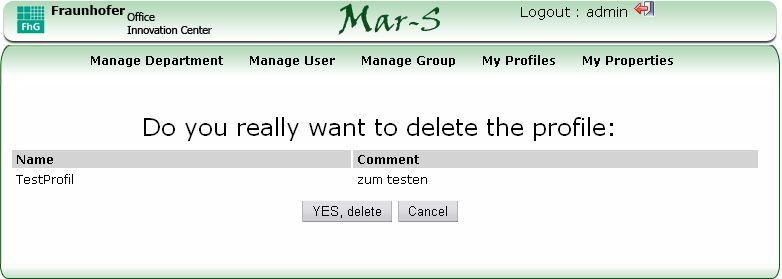 FhG
Fraunhofer Office
Innovation Center
Mar-S
Logout : admin
Manage Department Manage User Manage Group My Profiles My Properties
Do you really want to delete the profile:
Name Comment
TestProfil zum testen
YES, delete Cancel